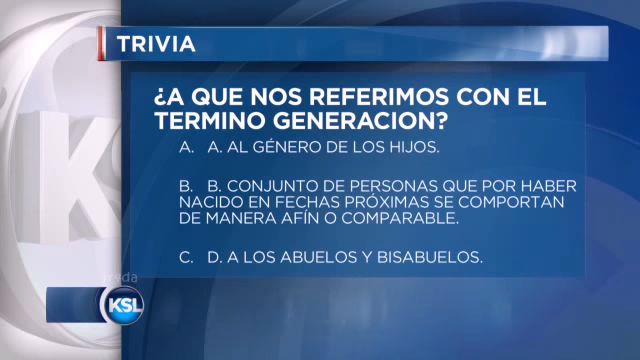 TRIVIA
¿A QUE NOS REFERIMOS CON EL
TERMINO GENERACION?
A. A. AL GÉNERO DE LOS HIJOS.
B. B. CONJUNTO DE PERSONAS QUE POR HABER
NACIDO EN FECHAS PRÓXIMAS SE COMPORTAN
DE MANERA AFÍN O COMPARABLE.
C. D. A LOS ABUELOS Y BISABUELOS.
KSL
KSL